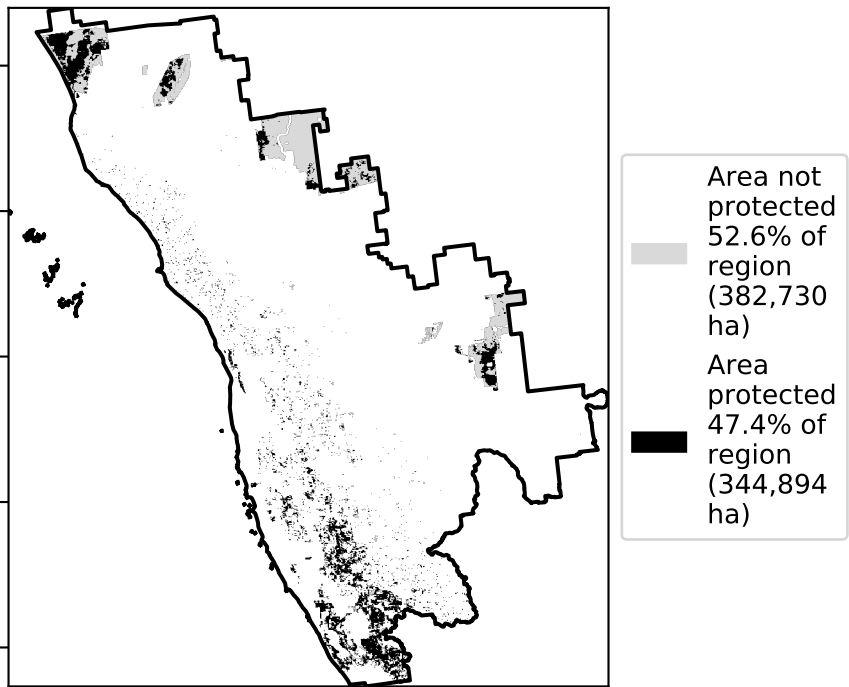 Area not
protected
52.6% of
region
(382,730
ha)
Area
protected
47.4% of
region
(344,894
ha)